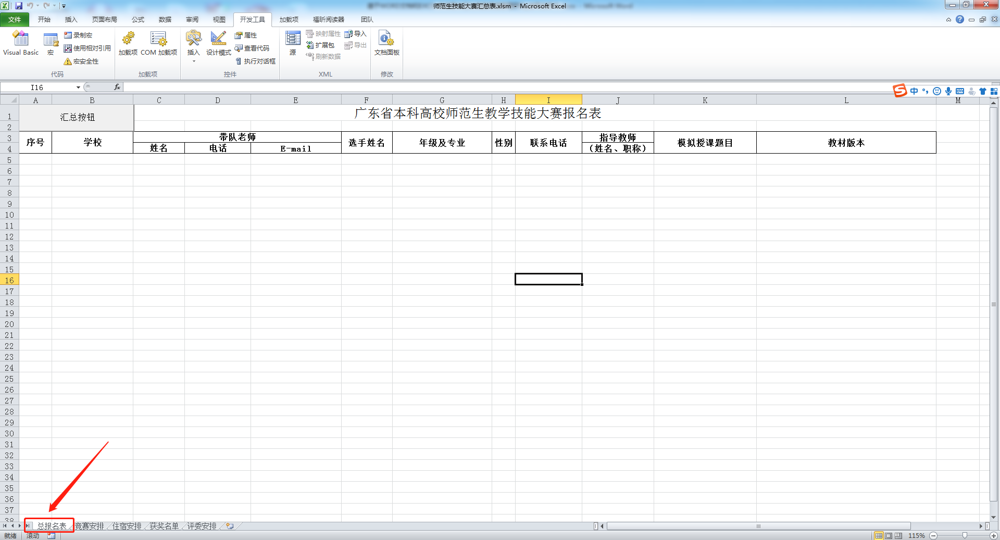 师范生技能大赛汇总表.xlsm - Microsoft Excel
文件 开始 插入 页面布局 公式 数据 审阅 视图 开发工具 加载项 福昕阅读器 团队
Visual Basic 宏 录制宏 使用相对引用 宏安全性
加载项 COM 加载项
插入 设计模式 属性 查看代码 执行对话框
源 映射属性 扩展包 刷新数据 导入 导出
文档面板
代码 加载项 控件 XML 修改
I16 fx
S 中
A B C D E F G H I J K L M
1 汇总按钮 广东省本科高校师范生教学技能大赛报名表
2
3 序号 学校 带队老师 选手姓名 年级及专业 性别 联系电话 指导教师 模拟授课题目 教材版本
4 姓名 电话 E-mail （姓名、职称）
5
6
7
8
9
10
11
12
13
14
15
16
17
18
19
20
21
22
23
24
25
26
27
28
29
30
31
32
33
34
35
36
37
38
总报名表 竞赛安排 住宿安排 获奖名单 评委安排
就绪 滚动 115%